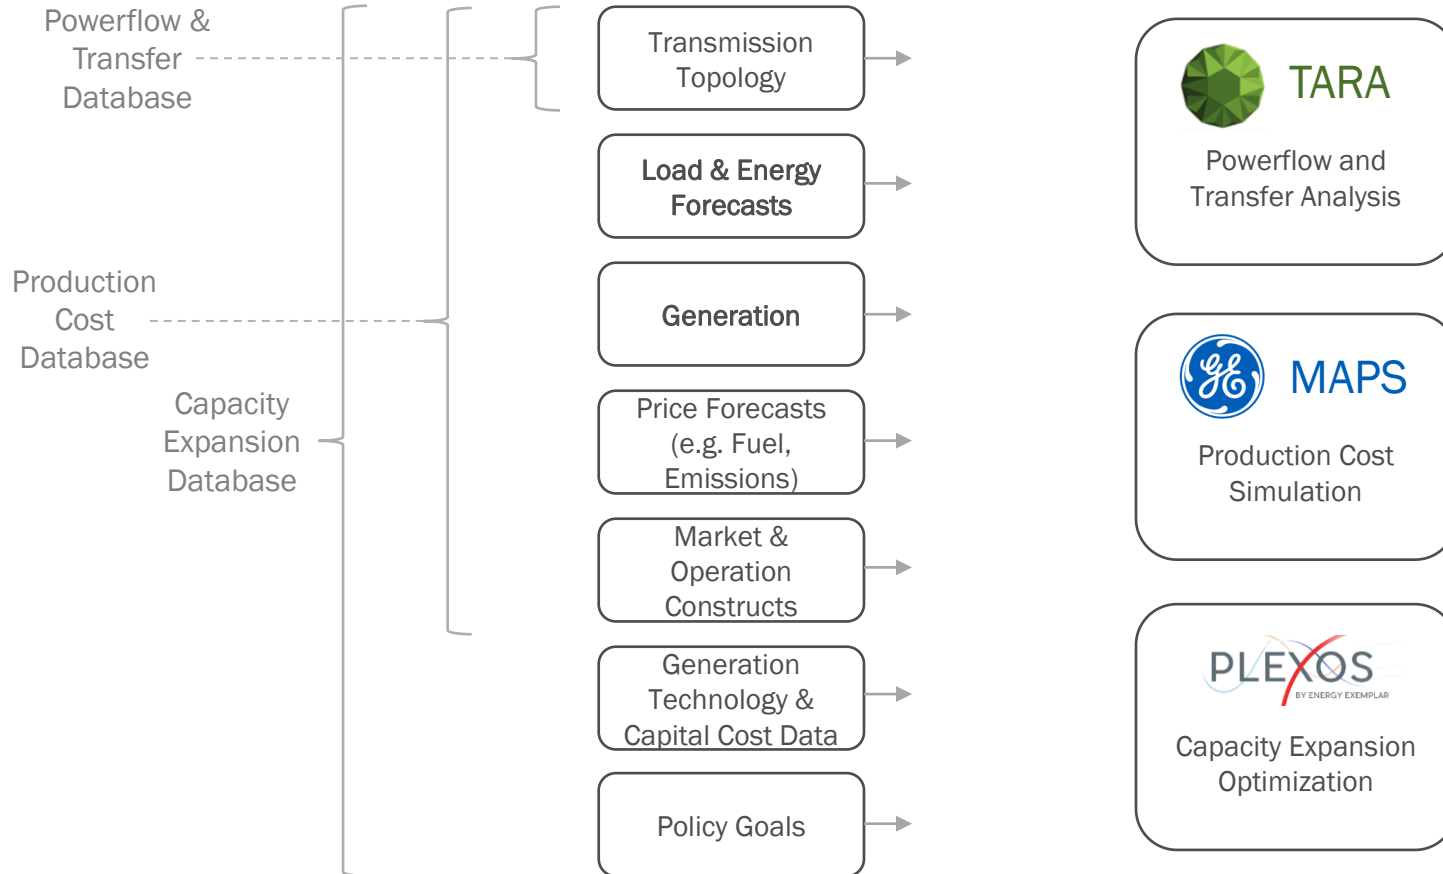 Powerflow &
Transfer
Database
Production
Cost
Database
Capacity
Expansion
Database
Transmission
Topology
Load & Energy
Forecasts
Generation
Price Forecasts
(e.g. Fuel,
Emissions)
Market &
Operation
Constructs
Generation
Technology &
Capital Cost Data
Policy Goals
TARA
Powerflow and
Transfer Analysis
GE MAPS
Production Cost
Simulation
PLEXOS
BY ENERGY EXEMPLAR
Capacity Expansion
Optimization